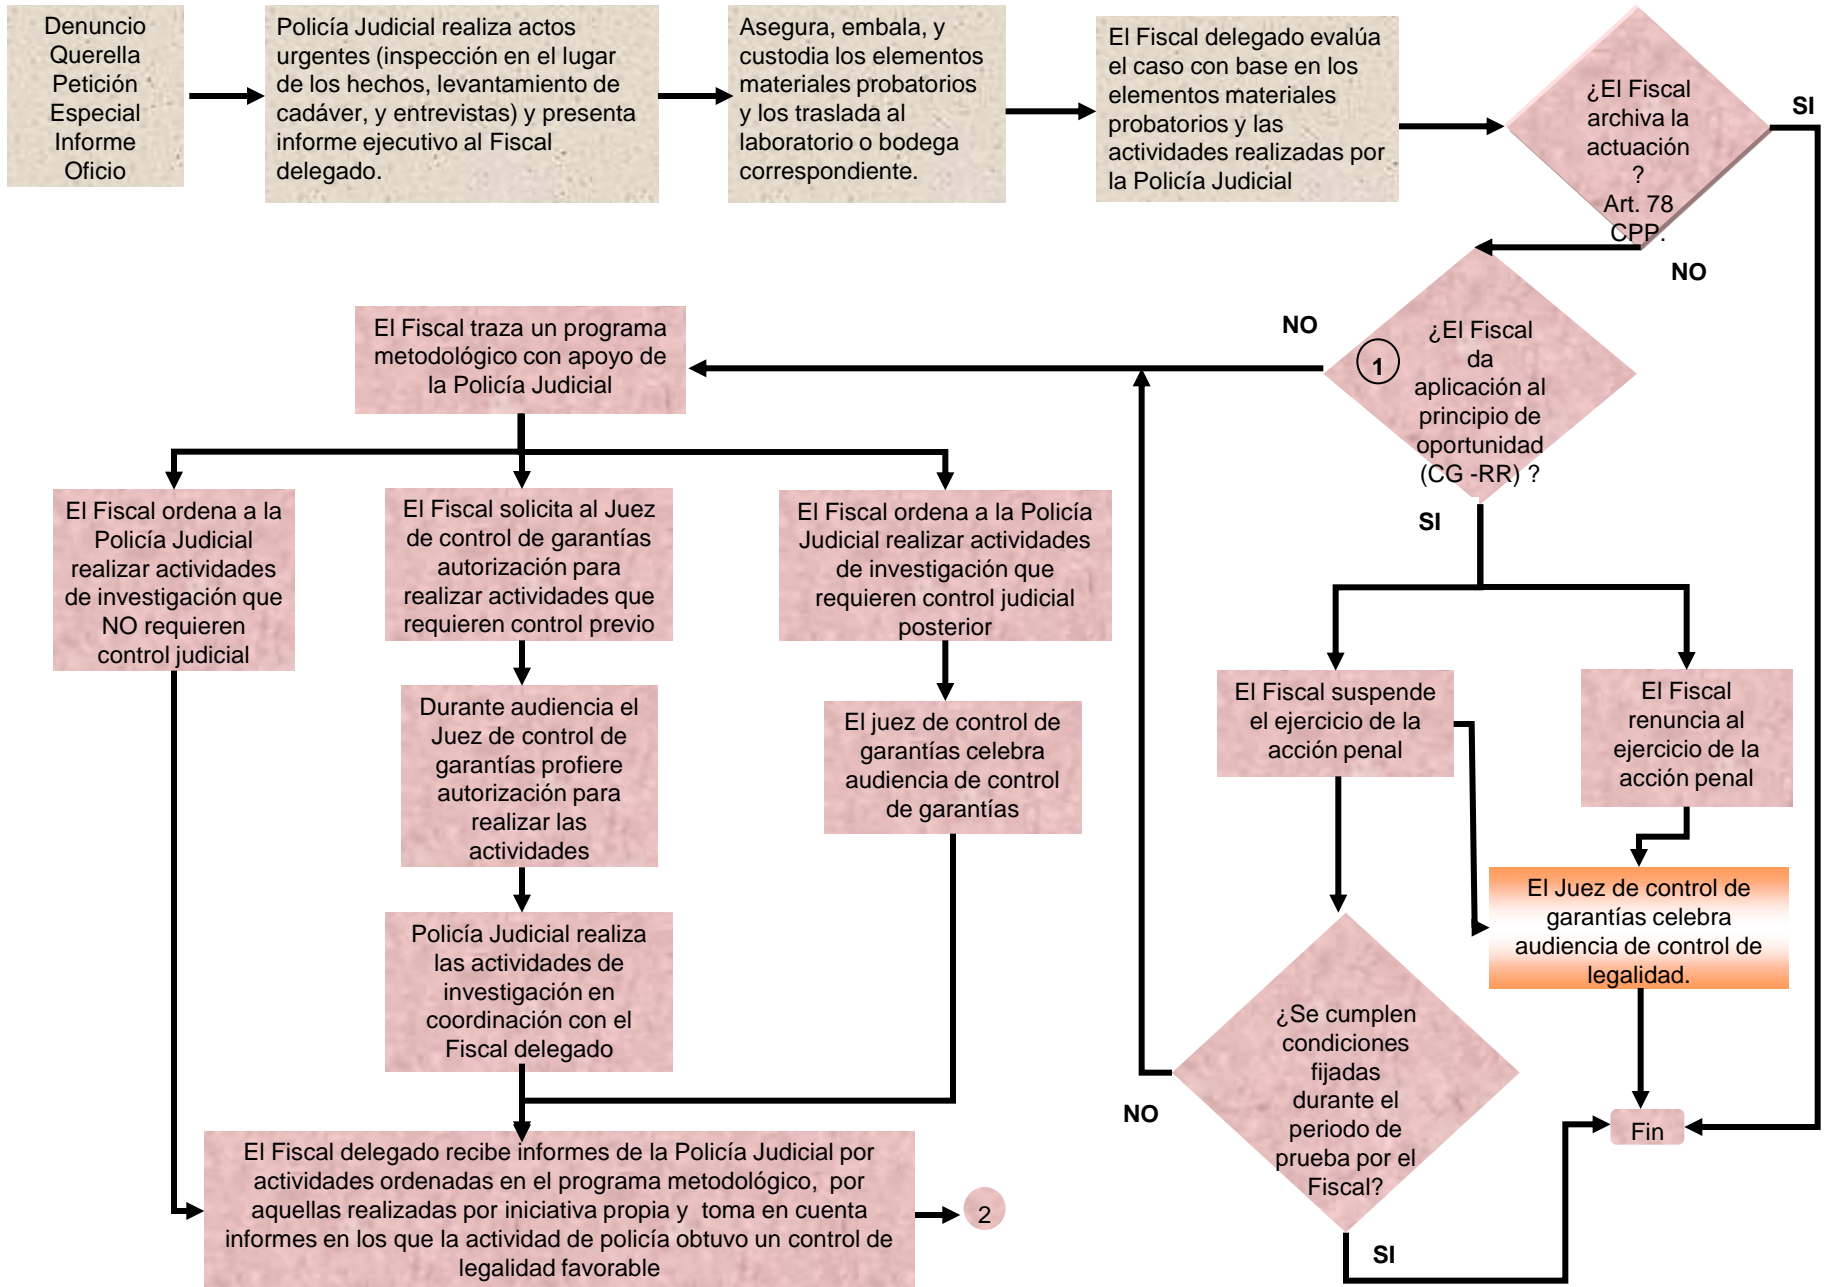 Denuncio
Querella
Petición
Especial
Informe
Oficio
Policía Judicial realiza actos
urgentes (inspección en el lugar
de los hechos, levantamiento de
cadáver, y entrevistas) y presenta
informe ejecutivo al Fiscal
delegado.
Asegura, embala, y
custodia los elementos
materiales probatorios
y los traslada al
laboratorio o bodega
correspondiente.
El Fiscal delegado evalúa
el caso con base en los
elementos materiales
probatorios y las
actividades realizadas por
la Policía Judicial
¿El Fiscal
archiva la
actuación
?
Art. 78
CPP.
SI
NO
¿El Fiscal
da
aplicación al
principio de
oportunidad
(CG -RR) ?
1
NO
SI
El Fiscal traza un programa
metodológico con apoyo de
la Policía Judicial
El Fiscal ordena a la
Policía Judicial
realizar actividades
de investigación que
NO requieren
control judicial
El Fiscal solicita al Juez
de control de garantías
autorización para
realizar actividades que
requieren control previo
El Fiscal ordena a la Policía
Judicial realizar actividades
de investigación que
requieren control judicial
posterior
Durante audiencia el
Juez de control de
garantías profiere
autorización para
realizar las
actividades
El juez de control de
garantías celebra
audiencia de control
de garantías
El Fiscal suspende
el ejercicio de la
acción penal
El Fiscal
renuncia al
ejercicio de la
acción penal
El Juez de control de
garantías celebra
audiencia de control de
legalidad.
Policía Judicial realiza
las actividades de
investigación en
coordinación con el
Fiscal delegado
¿Se cumplen
condiciones
fijadas
durante el
periodo de
prueba por el
Fiscal?
NO
SI
Fin
El Fiscal delegado recibe informes de la Policía Judicial por
actividades ordenadas en el programa metodológico, por
aquellas realizadas por iniciativa propia y toma en cuenta
informes en los que la actividad de policía obtuvo un control de
legalidad favorable
2